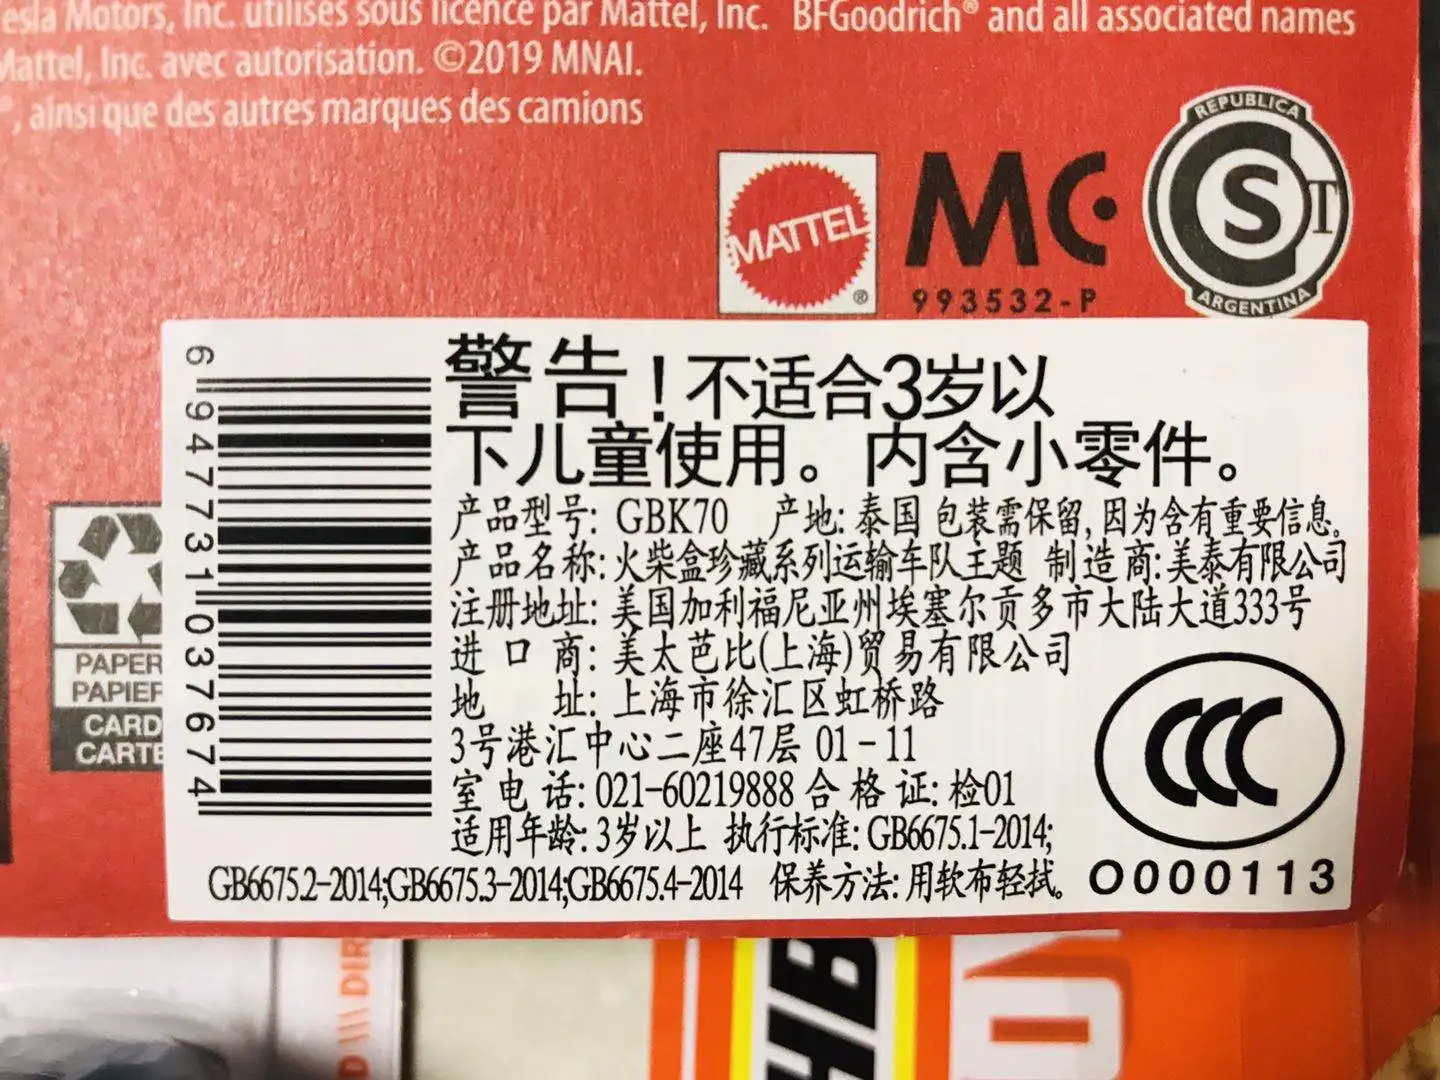 esla Motors, Inc. utilisés sous licence par Mattel, Inc. BFGoodrich® and all associated names
Mattel, Inc. avec autorisation. ©2019 MNAI.
®, ainsi que des autres marques des camions
REPUBLICA
CST
ARGENTINA
MATTEL
®
MC
993532-P
警告!不适合3岁以
下儿童使用。内含小零件。
产品型号: GBK70 产地: 泰国 包装需保留, 因为含有重要信息。
产品名称: 火柴盒珍藏系列运输车队主题 制造商: 美泰有限公司
注册地址: 美国加利福尼亚州埃塞尔贡多市大陆大道333号
进口商: 美太芭比(上海)贸易有限公司
地 址: 上海市徐汇区虹桥路
3号港汇中心二座47层 01-11
室 电 话: 021-60219888 合 格 证: 检01
适用年龄: 3岁以上 执行标准: GB6675.1-2014;
GB6675.2-2014;GB6675.3-2014;GB6675.4-2014 保养方法: 用软布轻拭。
CCC
O000113
6 947731 037674
PAPER
PAPIER
CARD
CARTE
D \\\ DIR
HB